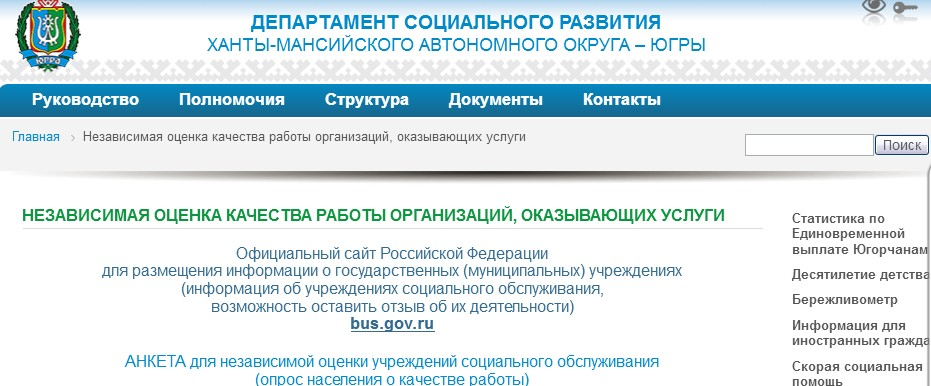 ЮГРА
ДЕПАРТАМЕНТ СОЦИАЛЬНОГО РАЗВИТИЯ
ХАНТЫ-МАНСИЙСКОГО АВТОНОМНОГО ОКРУГА – ЮГРЫ
Руководство Полномочия Структура Документы Контакты
Главная › Независимая оценка качества работы организаций, оказывающих услуги
Поиск
НЕЗАВИСИМАЯ ОЦЕНКА КАЧЕСТВА РАБОТЫ ОРГАНИЗАЦИЙ, ОКАЗЫВАЮЩИХ УСЛУГИ
Официальный сайт Российской Федерации
для размещения информации о государственных (муниципальных) учреждениях
(информация об учреждениях социального обслуживания,
возможность оставить отзыв об их деятельности)
bus.gov.ru
АНКЕТА для независимой оценки учреждений социального обслуживания
(опрос населения о качестве работы)
Статистика по
Единовременной
выплате Югорчанам
Десятилетие детства
Бережливометр
Информация для
иностранных гражда
Скорая социальная
помощь